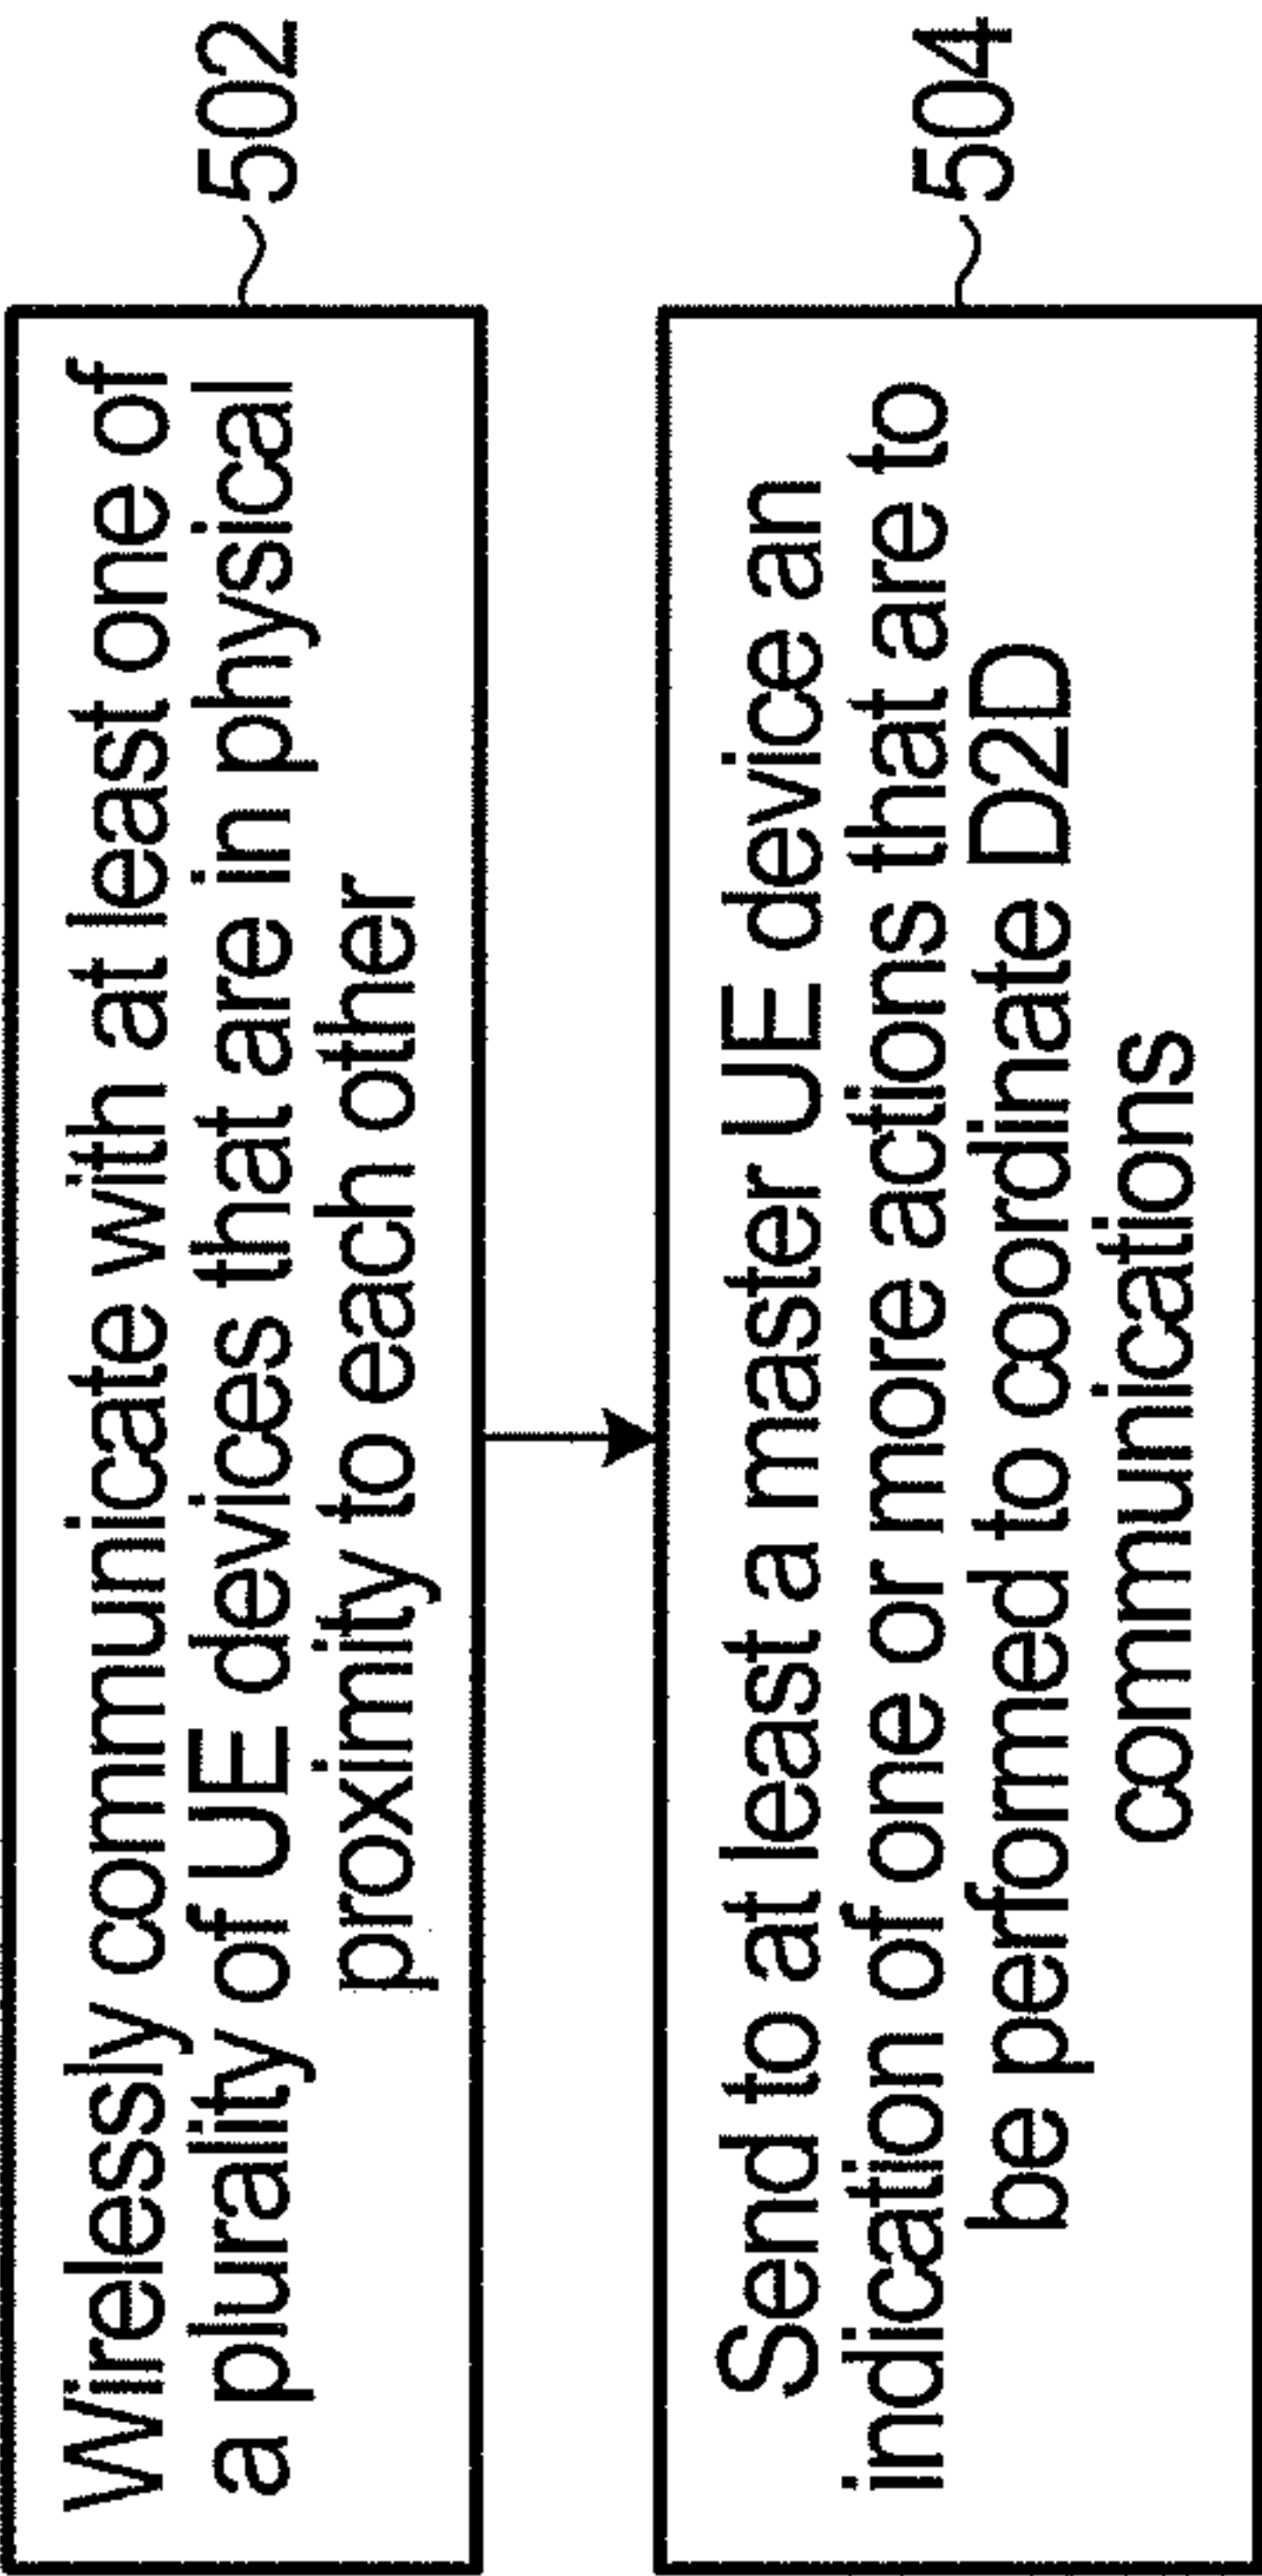 Wirelessly communicate with at least one of
a plurality of UE devices that are in physical
proximity to each other
502
Send to at least a master UE device an
indication of one or more actions that are to
be performed to coordinate D2D
communications
504